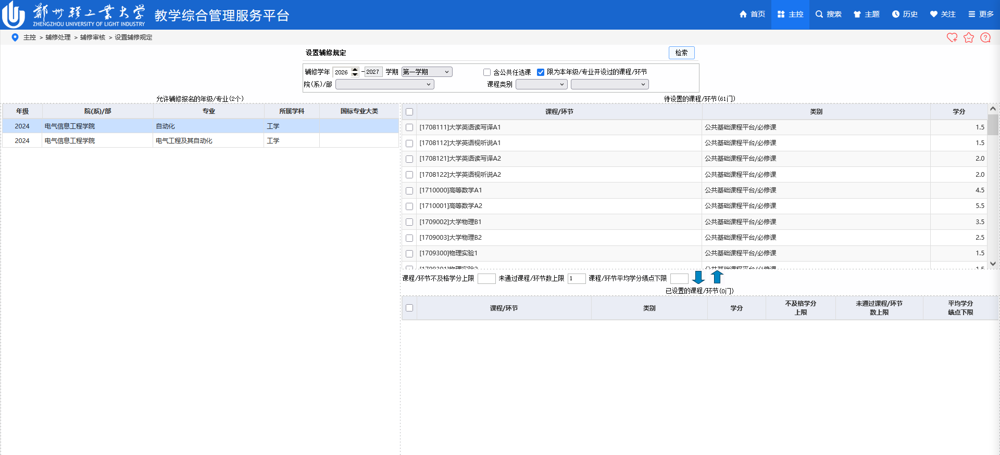 郑州轻工业大学
ZHENGZHOU UNIVERSITY OF LIGHT INDUSTRY
教学综合管理服务平台
首页 主控 搜索 主题 历史 关注 更多
主控 > 辅修处理 > 辅修审核 > 设置辅修规定
设置辅修规定 检索
辅修学年 2026 - 2027 学期 第一学期 含公共任选课 限为本年级/专业开设过的课程/环节
院(系)/部 课程类别
允许辅修报名的年级/专业(2个)
年级 院(系)/部 专业 所属学科 国标专业大类
2024 电气信息工程学院 自动化 工学
2024 电气信息工程学院 电气工程及其自动化 工学
待设置的课程/环节(61门)
课程/环节 类别 学分
[1708111]大学英语读写译A1 公共基础课程平台/必修课 1.5
[1708112]大学英语视听说A1 公共基础课程平台/必修课 1.5
[1708121]大学英语读写译A2 公共基础课程平台/必修课 2.0
[1708122]大学英语视听说A2 公共基础课程平台/必修课 2.0
[1710000]高等数学A1 公共基础课程平台/必修课 4.5
[1710001]高等数学A2 公共基础课程平台/必修课 5.5
[1709002]大学物理B1 公共基础课程平台/必修课 3.5
[1709003]大学物理B2 公共基础课程平台/必修课 2.5
[1709300]物理实验1 公共基础课程平台/必修课 1.5
[1709301]物理实验2 公共基础课程平台/必修课 1.5
课程/环节不及格学分上限 未通过课程/环节数上限 1 课程/环节平均学分绩点下限
已设置的课程/环节(0门)
课程/环节 类别 学分 不及格学分上限 未通过课程/环节数上限 平均学分绩点下限